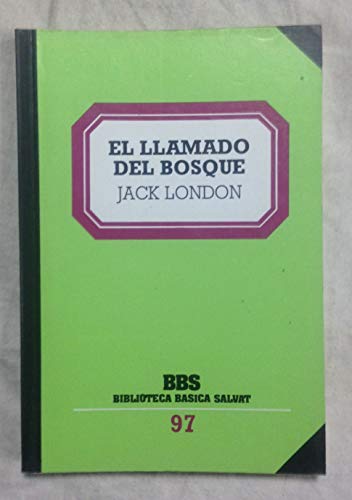 EL LLAMADO
DEL BOSQUE
JACK LONDON
BBS
BIBLIOTECA BASICA SALVAT
97